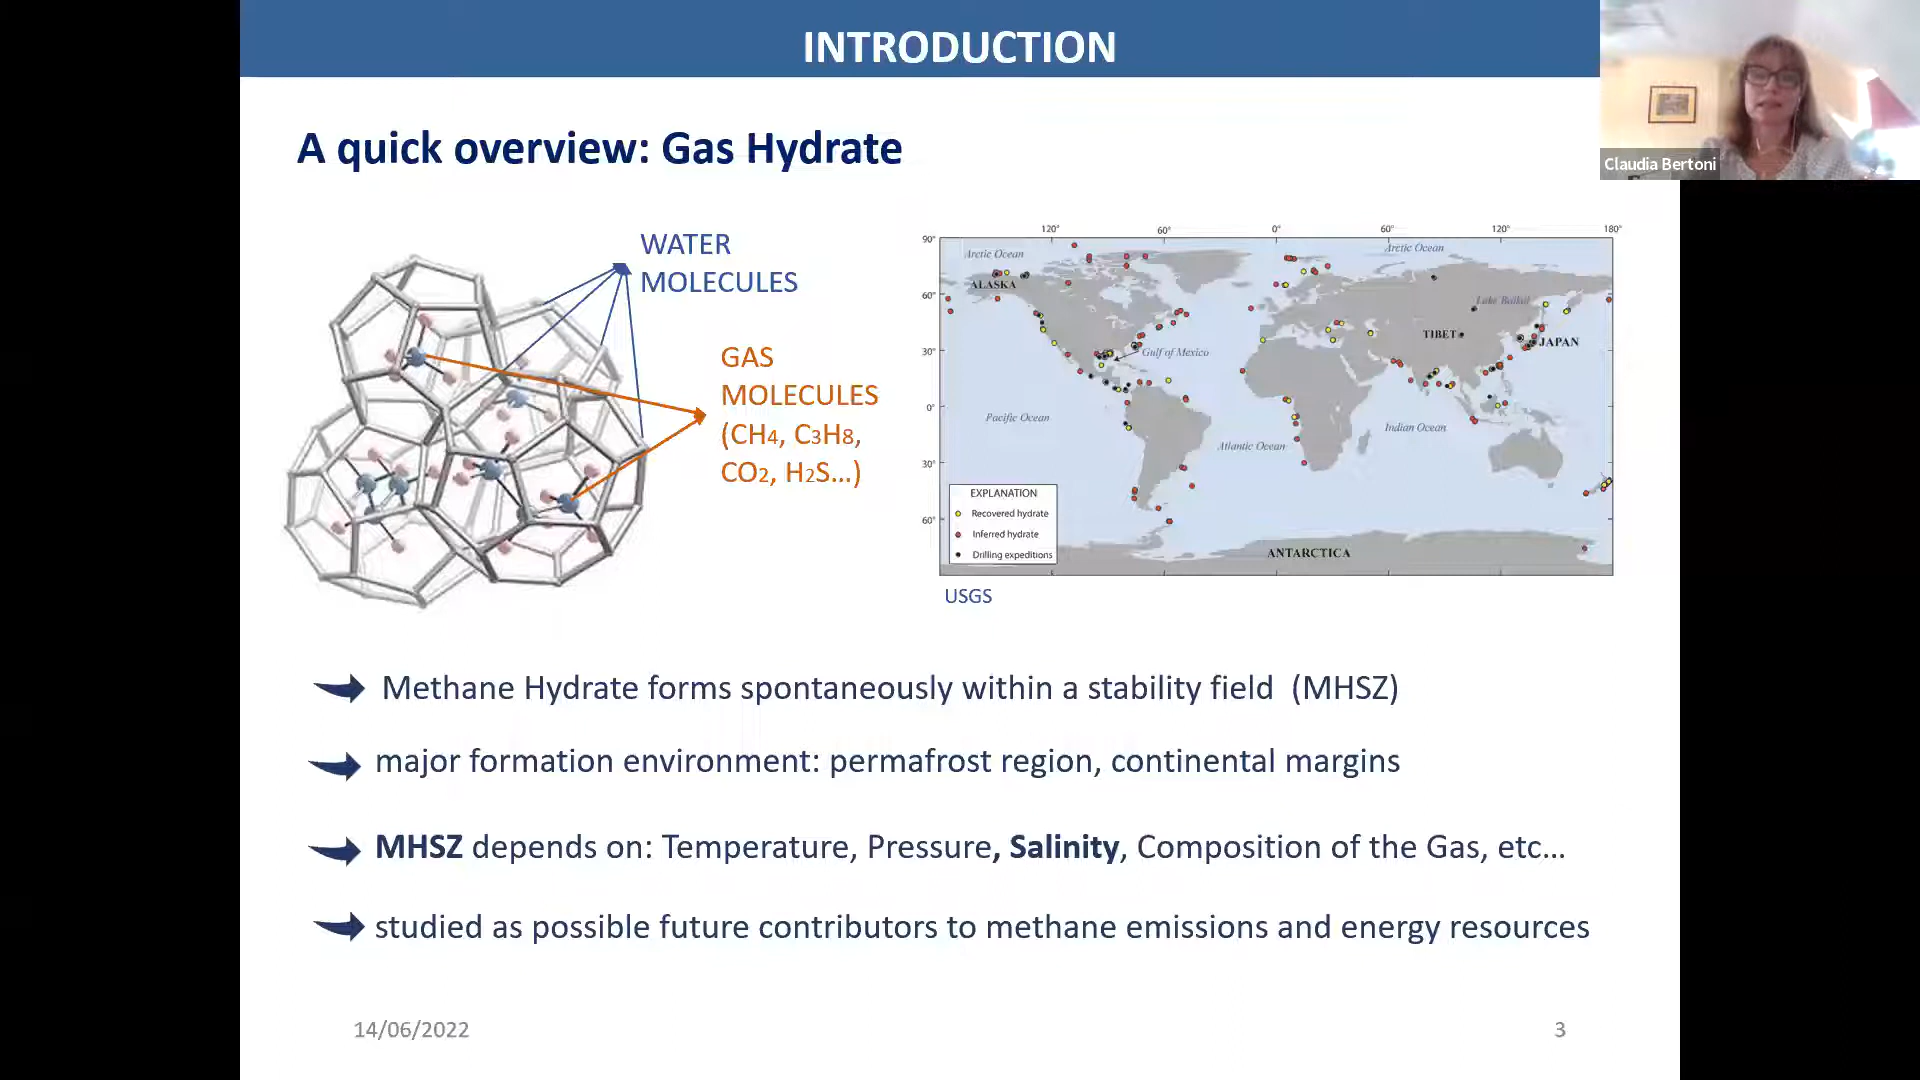 INTRODUCTION
Claudia Bertoni
A quick overview: Gas Hydrate
WATER
MOLECULES
GAS
MOLECULES
(CH4, C3H8,
CO2, H2S...)
120° 60° 0° 60° 120° 180°
90°
60°
30°
0°
30°
60°
Arctic Ocean
Arctic Ocean
ALASKA
Lake Baikal
TIBET
JAPAN
Gulf of Mexico
Pacific Ocean
Atlantic Ocean
Indian Ocean
ANTARCTICA
EXPLANATION
Recovered hydrate
Inferred hydrate
Drilling expeditions
USGS
Methane Hydrate forms spontaneously within a stability field (MHSZ)
major formation environment: permafrost region, continental margins
MHSZ depends on: Temperature, Pressure, Salinity, Composition of the Gas, etc...
studied as possible future contributors to methane emissions and energy resources
14/06/2022
3